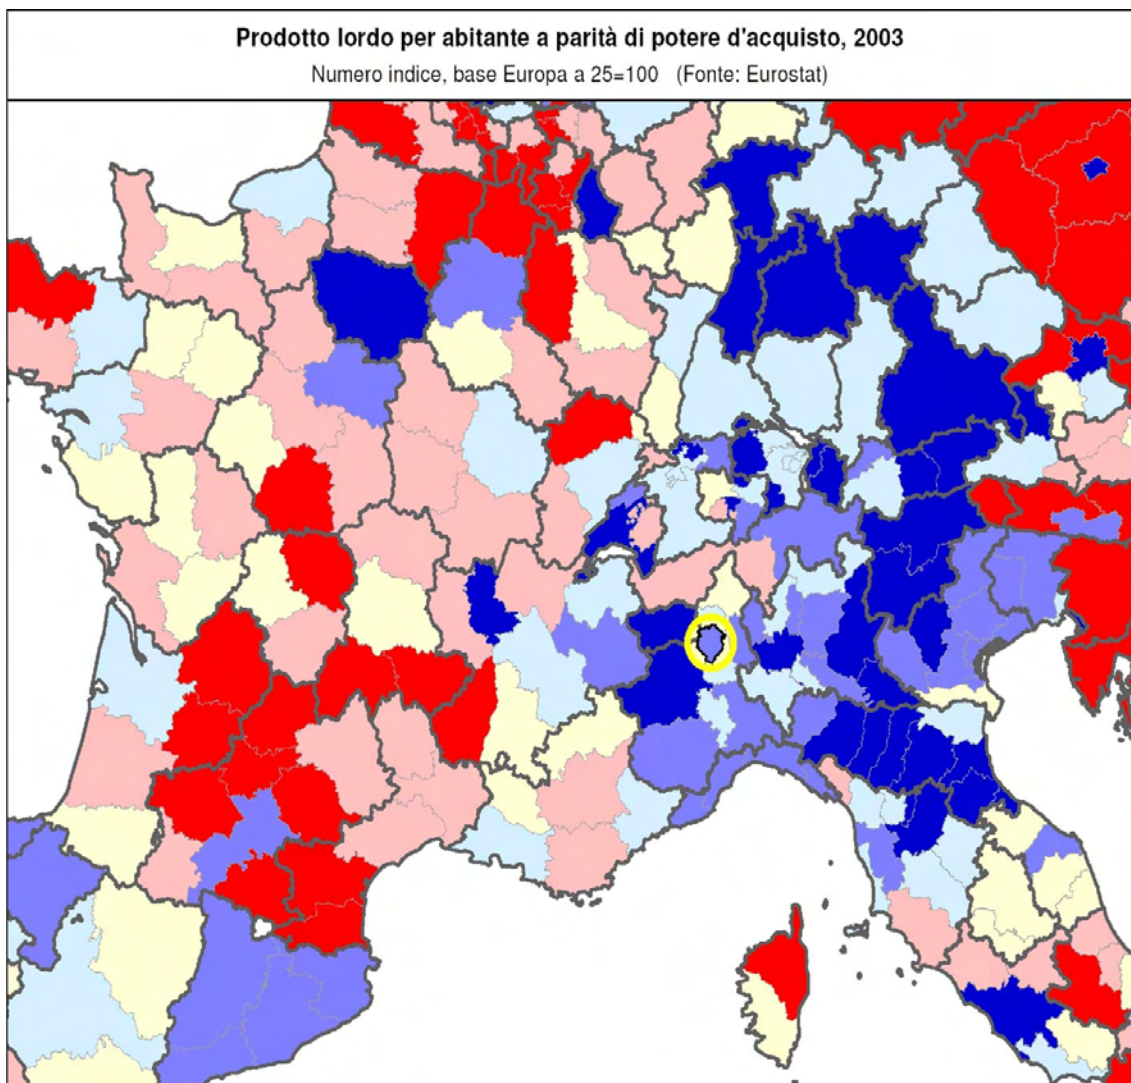 Prodotto lordo per abitante a parità di potere d'acquisto, 2003
Numero indice, base Europa a 25=100 (Fonte: Eurostat)